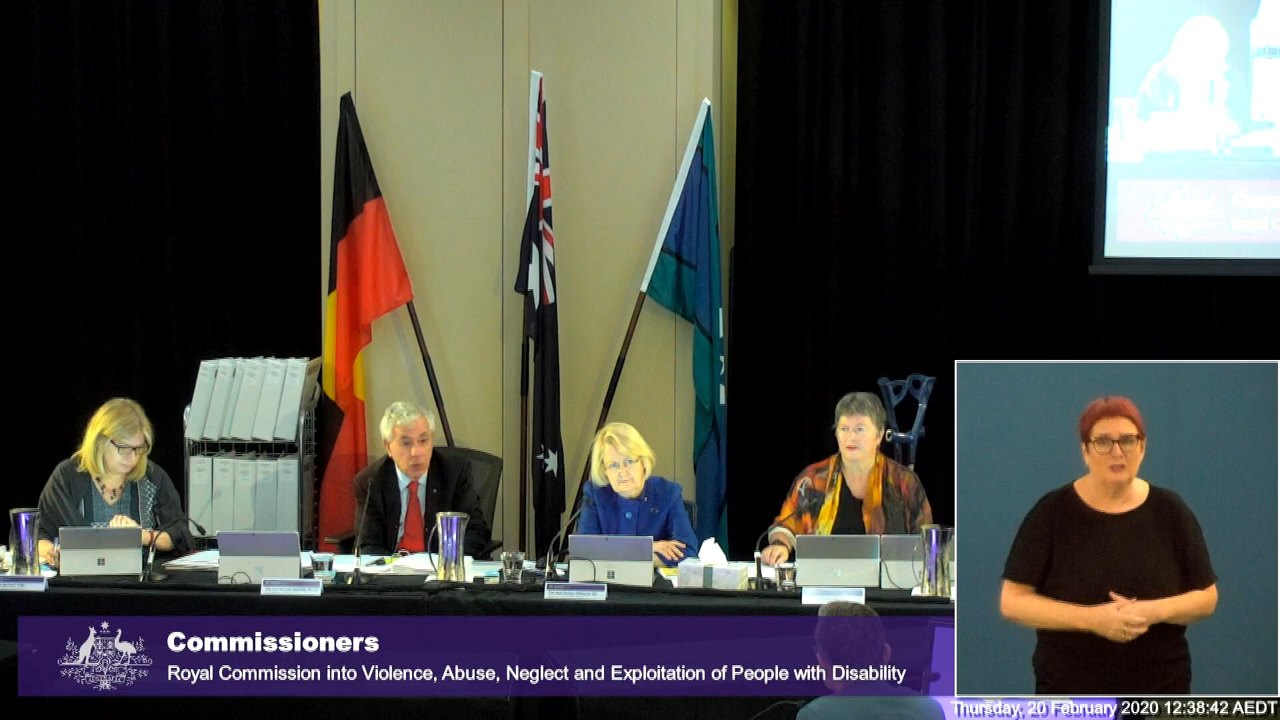 Commissioners
Royal Commission into Violence, Abuse, Neglect and Exploitation of People with Disability
Thursday, 20 February 2020 12:38:42 AEDT